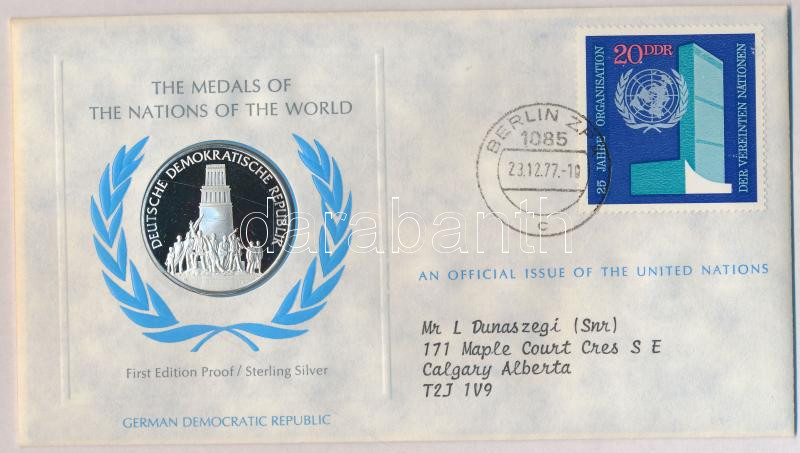 THE MEDALS OF
THE NATIONS OF THE WORLD
DEUTSCHE DEMOKRATISCHE REPUBLIK
First Edition Proof / Sterling Silver
GERMAN DEMOCRATIC REPUBLIC
BERLIN
1085
23.12.77.-10
c
20 DDR
25 JAHRE ORGANISATION
DER VEREINTEN NATIONEN
AN OFFICIAL ISSUE OF THE UNITED NATIONS
Mr L Dunaszegi (Snr)
171 Maple Court Cres S E
Calgary Alberta
T2J 1V9
darabanth